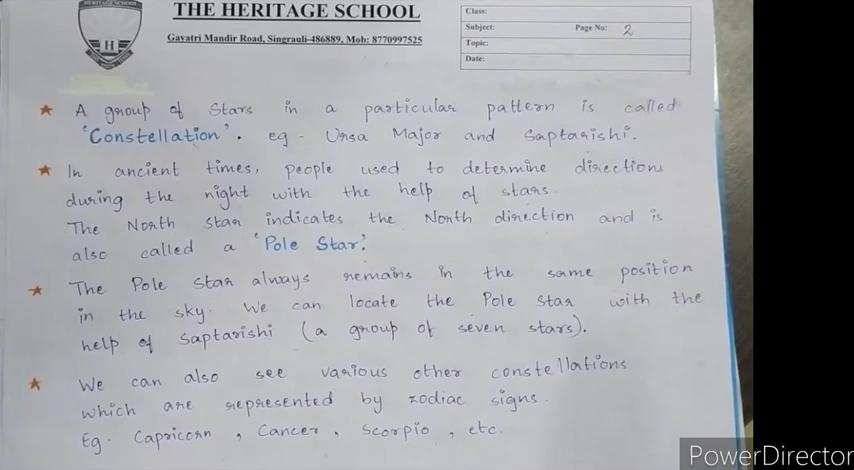 HERITAGE SCHOOL
H
THE HERITAGE SCHOOL
Gayatri Mandir Road, Singrauli-486889, Mob: 8770997525
Class:
Subject: Page No: 2
Topic:
Date:
A group of Stars in a particular pattern is called
'Constellation'. eg - Ursa Major and Saptarishi.
In ancient times, people used to determine directions
during the night with the help of stars.
The North star indicates the North direction and is
also called a 'Pole Star'.
The Pole star always remains in the same position
in the sky. We can locate the Pole star with the
help of Saptarishi (a group of seven stars).
We can also see various other constellations
which are represented by zodiac signs.
Eg - Capricorn, Cancer, Scorpio, etc.
PowerDirector